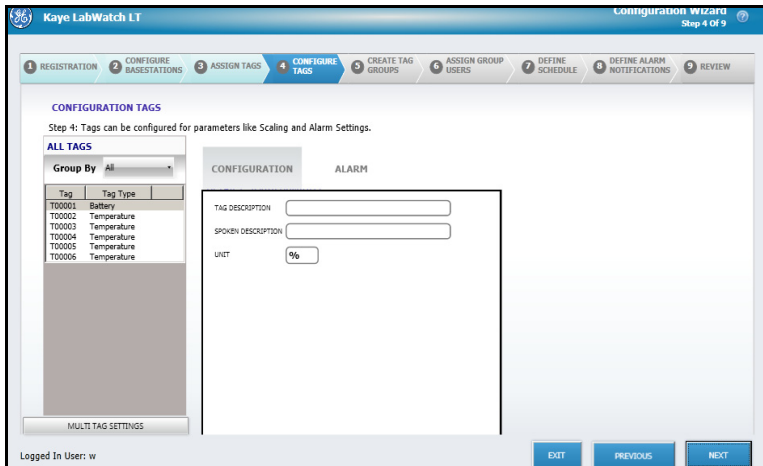 Kaye LabWatch LT
Configuration Wizard
Step 4 Of 9
1 REGISTRATION
2 CONFIGURE BASESTATIONS
3 ASSIGN TAGS
4 CONFIGURE TAGS
5 CREATE TAG GROUPS
6 ASSIGN GROUP USERS
7 DEFINE SCHEDULE
8 DEFINE ALARM NOTIFICATIONS
9 REVIEW
CONFIGURATION TAGS
Step 4: Tags can be configured for parameters like Scaling and Alarm Settings.
ALL TAGS
Group By All
Tag Tag Type
T00001 Battery
T00002 Temperature
T00003 Temperature
T00004 Temperature
T00005 Temperature
T00006 Temperature
MULTI TAG SETTINGS
CONFIGURATION ALARM
TAG DESCRIPTION
SPOKEN DESCRIPTION
UNIT %
Logged In User: w
EXIT PREVIOUS NEXT